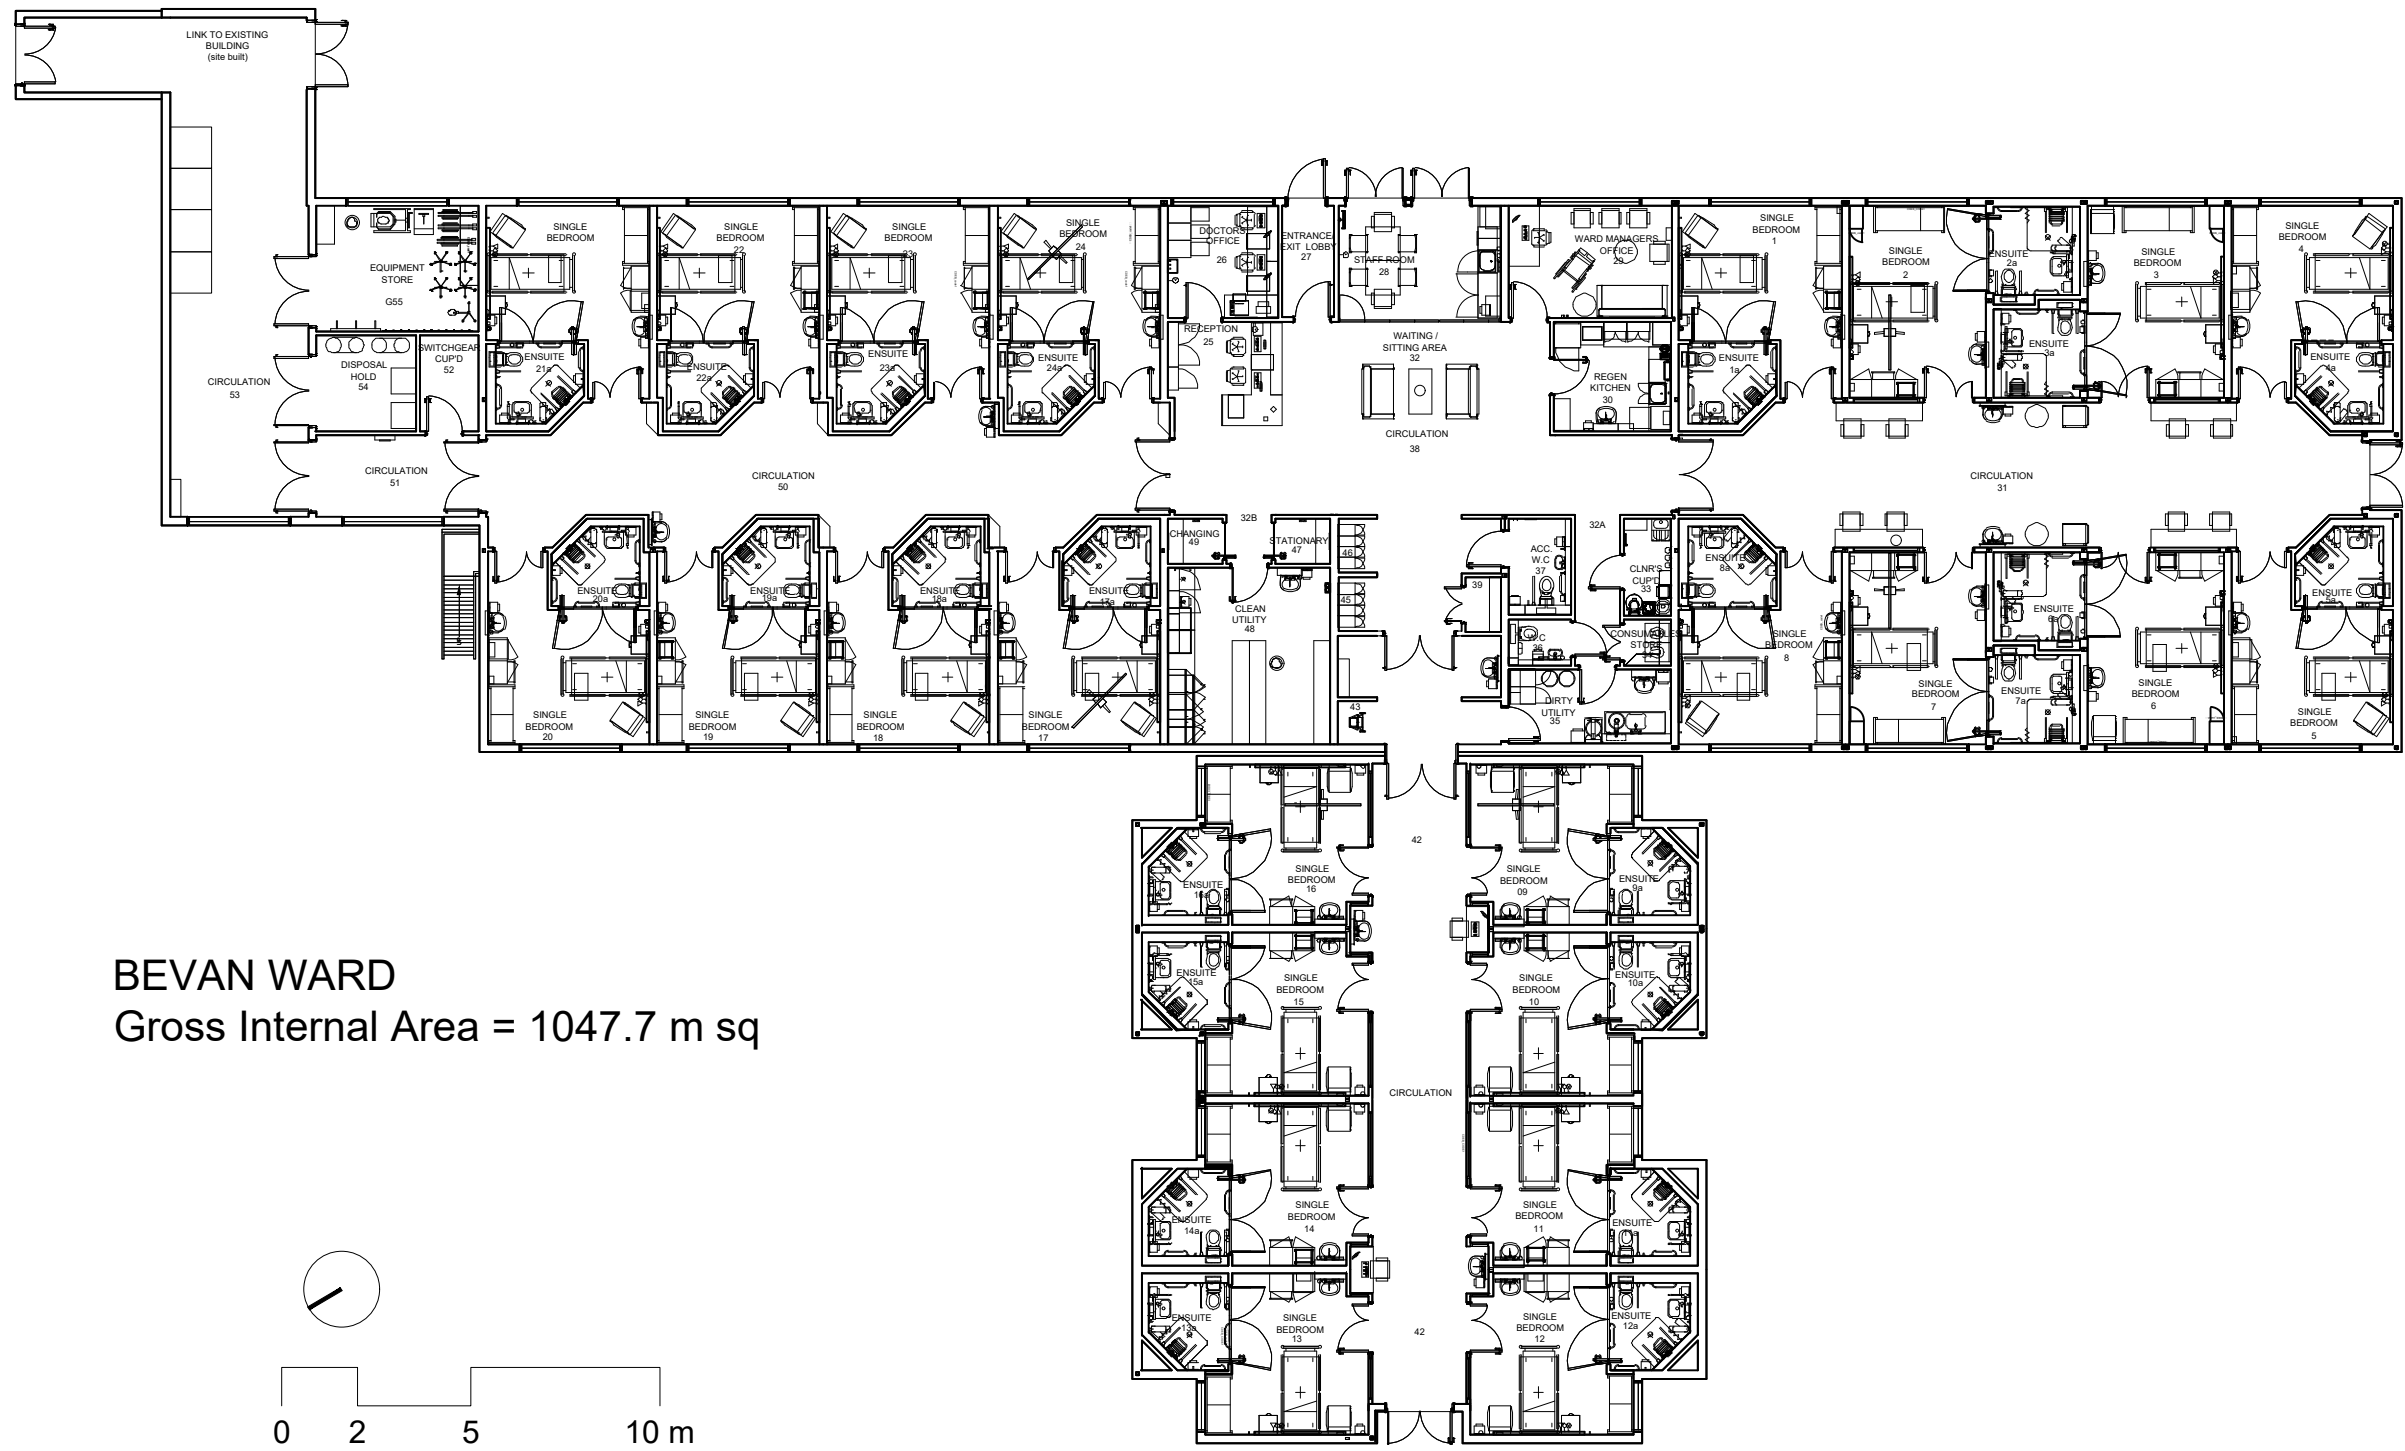 LINK TO EXISTING
BUILDING
(site built)
EQUIPMENT
STORE
G55
SINGLE
BEDROOM
SINGLE
BEDROOM
22
SINGLE
BEDROOM
23
SINGLE
BEDROOM
24
DOCTORS
OFFICE
26
ENTRANCE/
EXIT LOBBY
27
STAFF ROOM
28
WARD MANAGERS
OFFICE
29
SINGLE
BEDROOM
1
SINGLE
BEDROOM
2
ENSUITE
2a
SINGLE
BEDROOM
3
SINGLE
BEDROOM
4
CIRCULATION
53
DISPOSAL
HOLD
54
SWITCHGEAR
CUP'D
52
ENSUITE
21a
ENSUITE
22a
ENSUITE
23a
ENSUITE
24a
RECEPTION
25
WAITING /
SITTING AREA
32
REGEN
KITCHEN
30
ENSUITE
1a
ENSUITE
3a
ENSUITE
4a
CIRCULATION
38
CIRCULATION
51
CIRCULATION
50
CIRCULATION
31
32B
32A
CHANGING
49
STATIONARY
47
46
45
39
ACC.
W.C
37
CLNR'S
CUP'D
33
ENSUITE
8a
ENSUITE
20a
ENSUITE
19a
ENSUITE
18a
ENSUITE
17a
CLEAN
UTILITY
48
W.C
36
CONSUMABLES
STORE
SINGLE
BEDROOM
8
ENSUITE
6a
ENSUITE
5a
SINGLE
BEDROOM
20
SINGLE
BEDROOM
19
SINGLE
BEDROOM
18
SINGLE
BEDROOM
17
43
DIRTY
UTILITY
35
SINGLE
BEDROOM
7
ENSUITE
7a
SINGLE
BEDROOM
6
SINGLE
BEDROOM
5
42
ENSUITE
16a
SINGLE
BEDROOM
16
SINGLE
BEDROOM
09
ENSUITE
9a
ENSUITE
15a
SINGLE
BEDROOM
15
SINGLE
BEDROOM
10
ENSUITE
10a
CIRCULATION
ENSUITE
14a
SINGLE
BEDROOM
14
SINGLE
BEDROOM
11
ENSUITE
11a
ENSUITE
13a
SINGLE
BEDROOM
13
42
SINGLE
BEDROOM
12
ENSUITE
12a
BEVAN WARD
Gross Internal Area = 1047.7 m sq
0 2 5 10 m